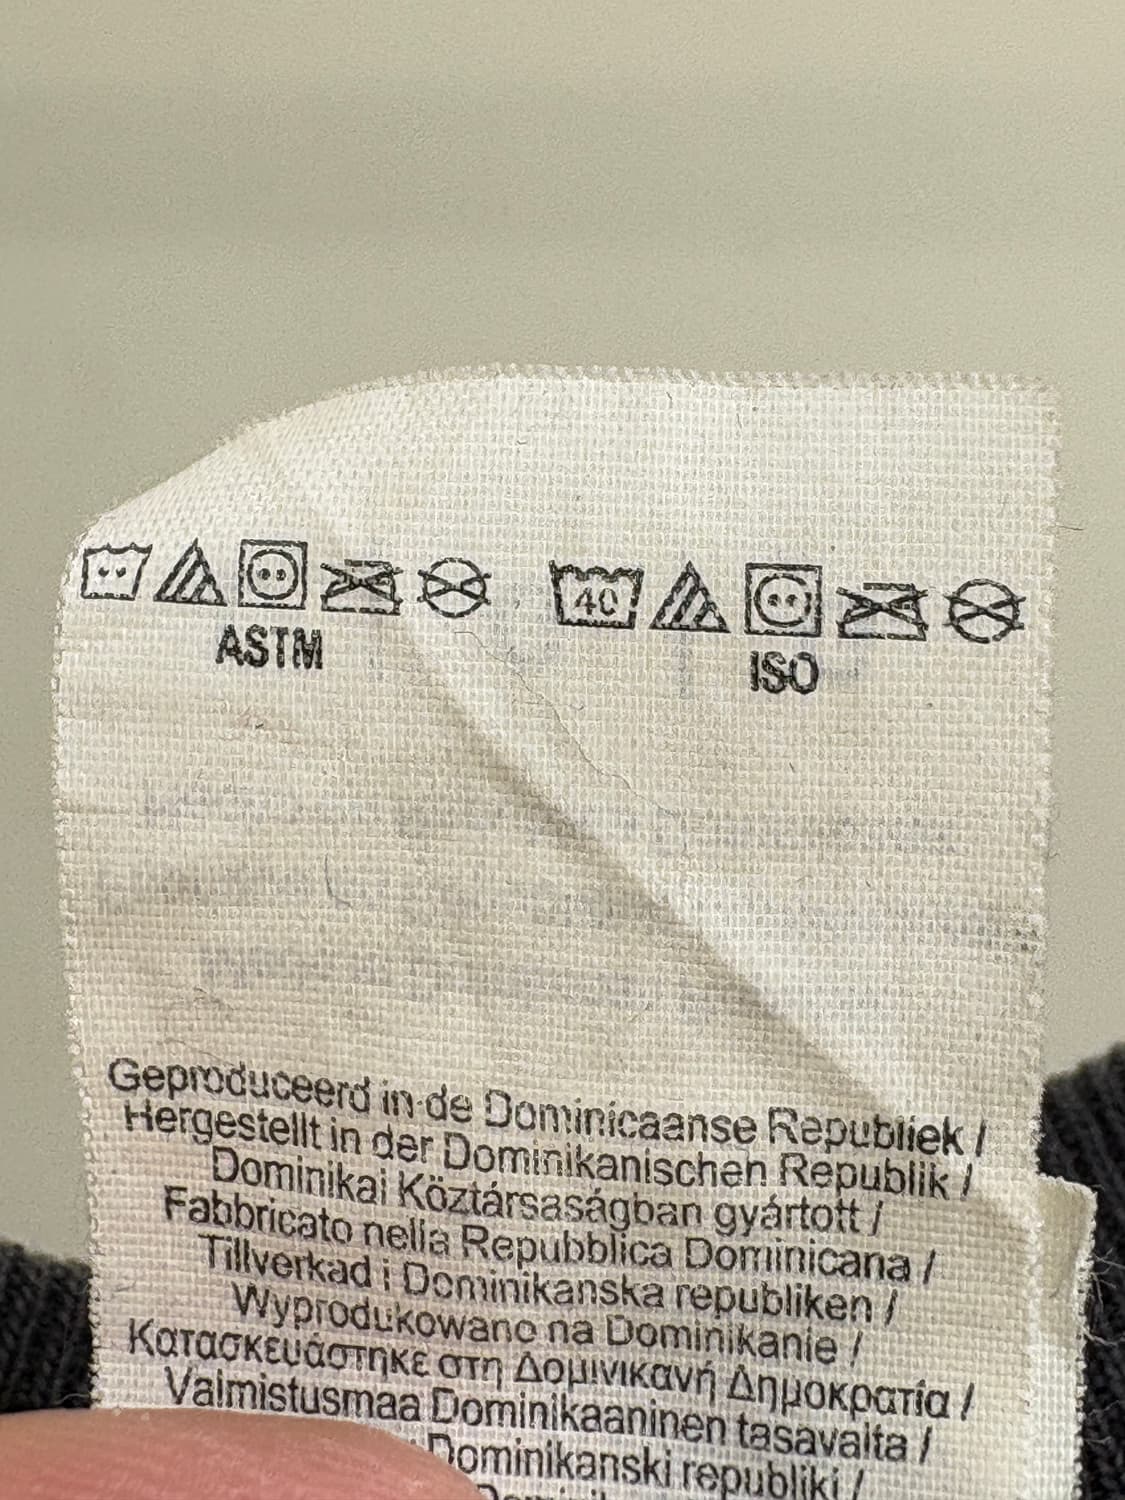 40
ASTM
ISO
Geproduceerd in de Dominicaanse Republiek /
Hergestellt in der Dominikanischen Republik /
Dominikai Köztársaságban gyártott /
Fabbricato nella Repubblica Dominicana /
Tillverkad i Dominikanska republiken /
Wyprodukowano na Dominikanie /
Κατασκευάστηκε στη Δομινικανή Δημοκρατία /
Valmistusmaa Dominikaaninen tasavalta /
Dominikanski republiki /